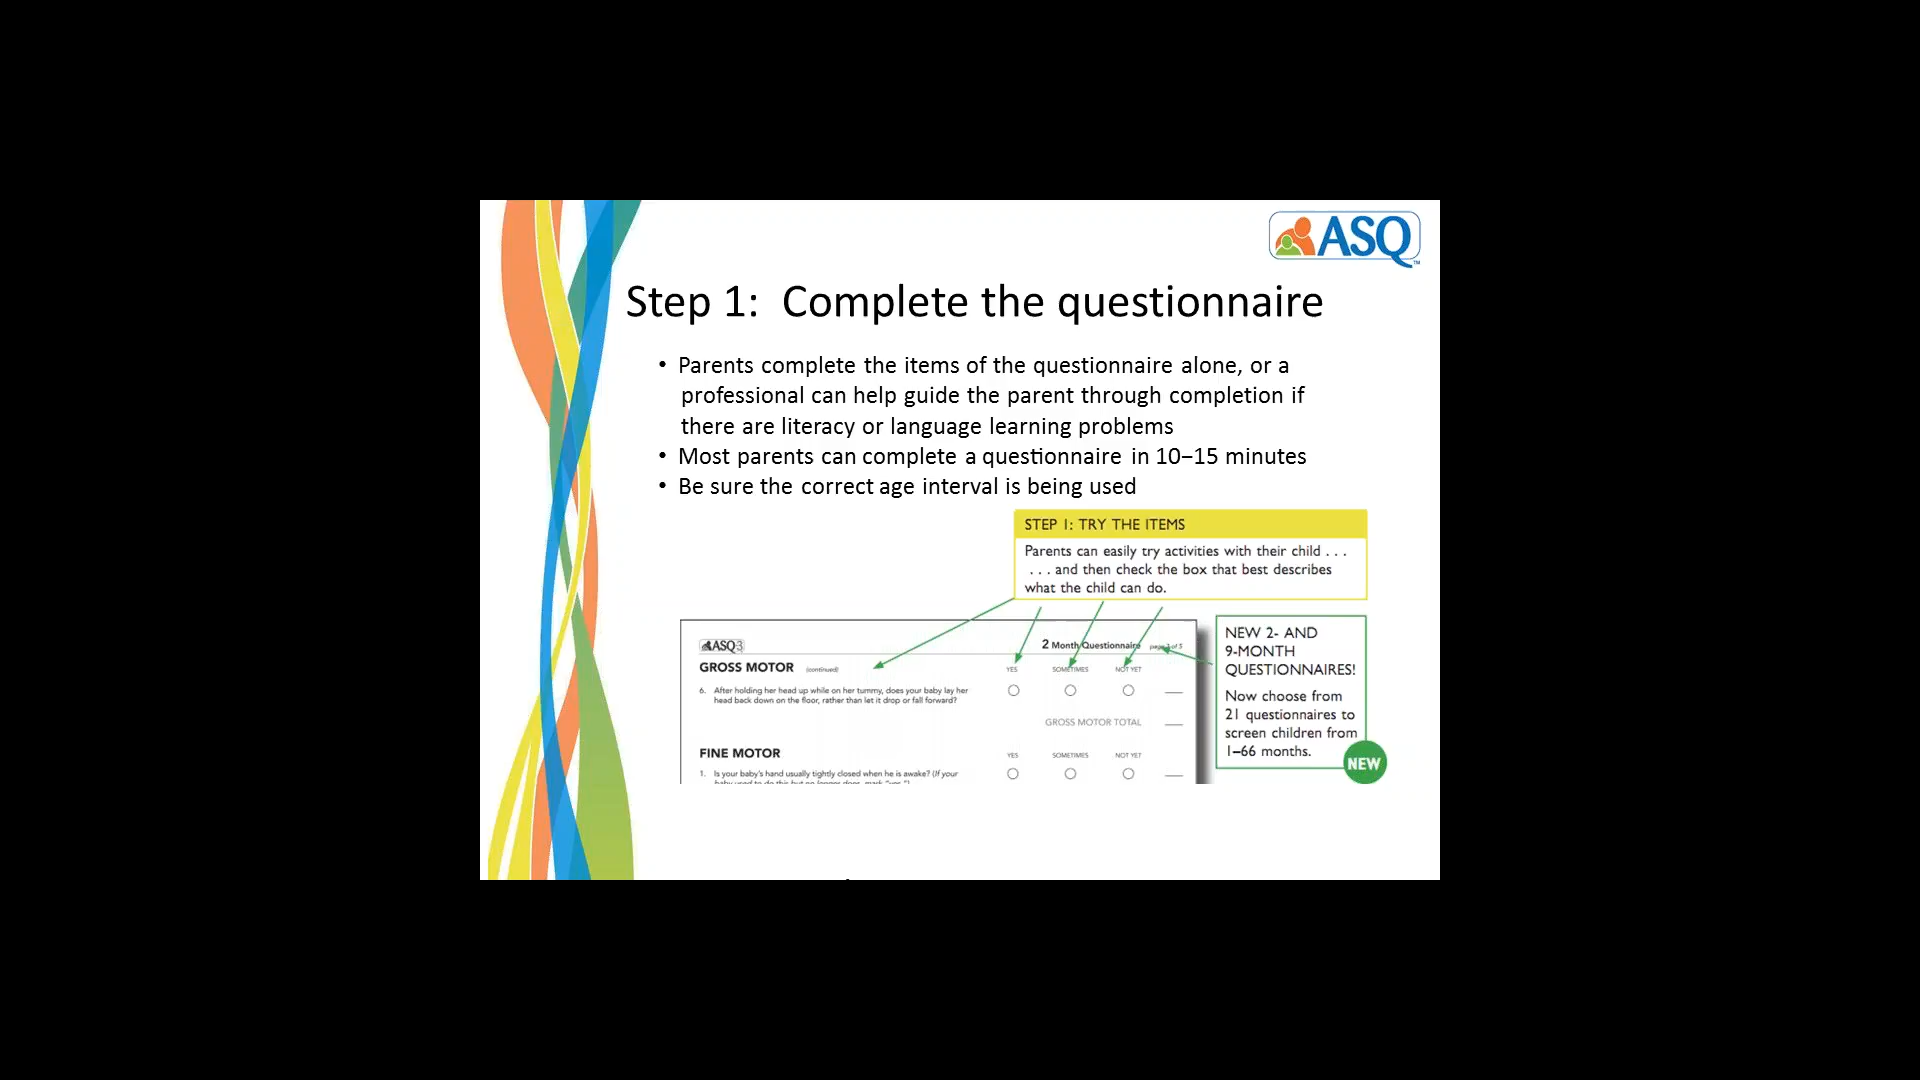 ASQ™
Step 1: Complete the questionnaire
• Parents complete the items of the questionnaire alone, or a
professional can help guide the parent through completion if
there are literacy or language learning problems
• Most parents can complete a questionnaire in 10–15 minutes
• Be sure the correct age interval is being used
STEP 1: TRY THE ITEMS
Parents can easily try activities with their child . . .
. . . and then check the box that best describes
what the child can do.
ASQ3
2 Month Questionnaire page of 5
GROSS MOTOR (continued)
YES SOMETIMES NOT YET
6. After holding her head up while on her tummy, does your baby lay her
head back down on the floor, rather than let it drop or fall forward?
GROSS MOTOR TOTAL
FINE MOTOR
YES SOMETIMES NOT YET
1. Is your baby's hand usually tightly closed when he is awake? (If your
NEW 2- AND
9-MONTH
QUESTIONNAIRES!
Now choose from
21 questionnaires to
screen children from
1–66 months.
NEW